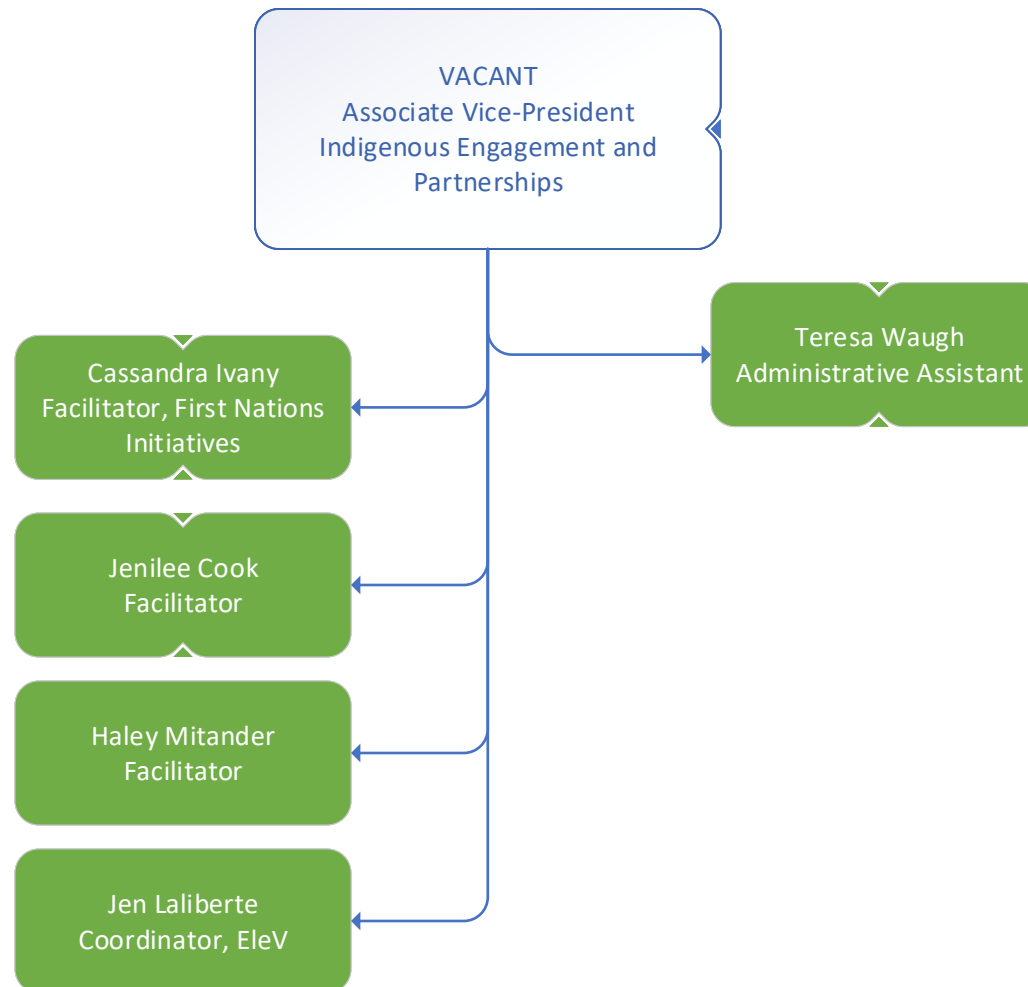 VACANT
Associate Vice-President
Indigenous Engagement and
Partnerships
Teresa Waugh
Administrative Assistant
Cassandra Ivany
Facilitator, First Nations
Initiatives
Jenilee Cook
Facilitator
Haley Mitander
Facilitator
Jen Laliberte
Coordinator, EleV